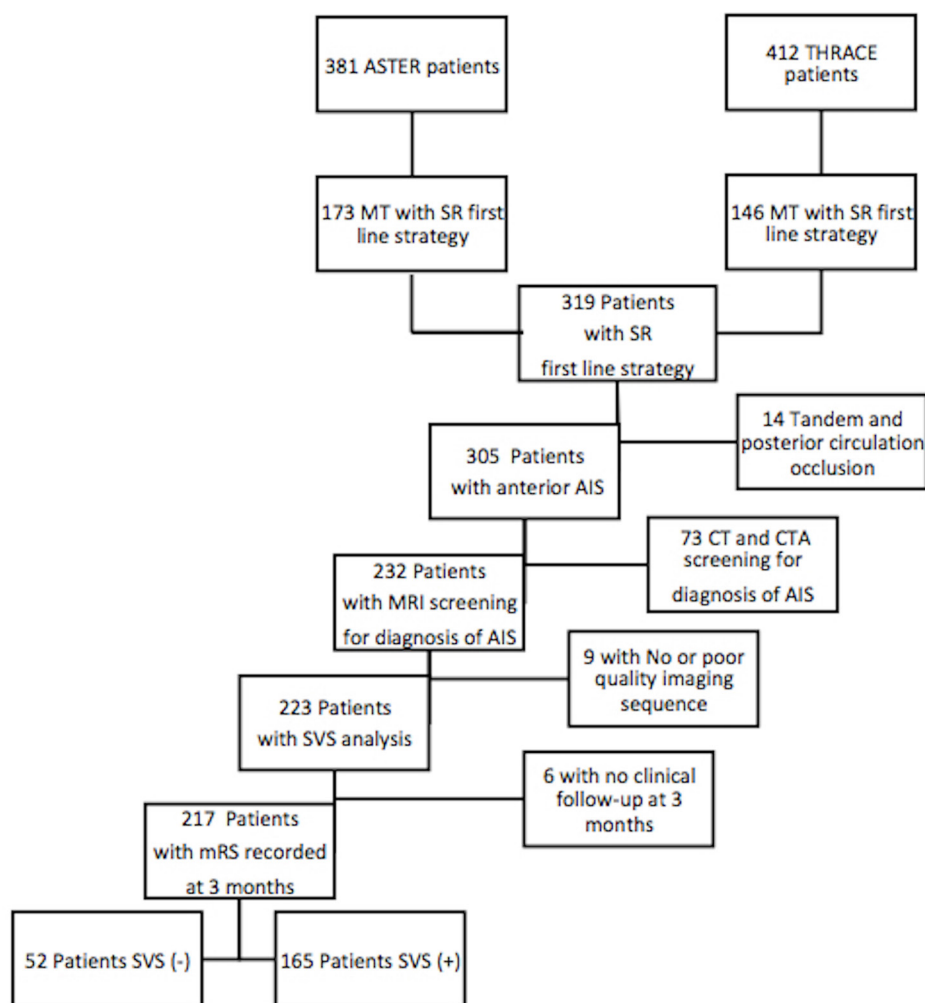 381 ASTER patients
412 THRACE
patients
173 MT with SR first
line strategy
146 MT with SR first
line strategy
319 Patients
with SR
first line strategy
14 Tandem and
posterior circulation
occlusion
305 Patients
with anterior AIS
73 CT and CTA
screening for
diagnosis of AIS
232 Patients
with MRI screening
for diagnosis of AIS
9 with No or poor
quality imaging
sequence
223 Patients
with SVS analysis
6 with no clinical
follow-up at 3
months
217 Patients
with mRS recorded
at 3 months
52 Patients SVS (-)
165 Patients SVS (+)